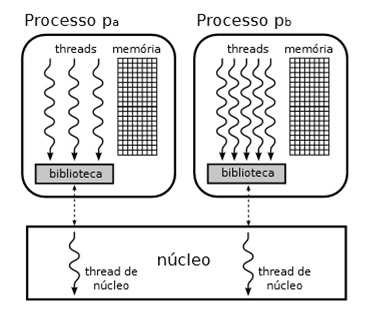 Processo pa
Processo pb
threads memória
threads memória
biblioteca
biblioteca
núcleo
thread de
núcleo
thread de
núcleo